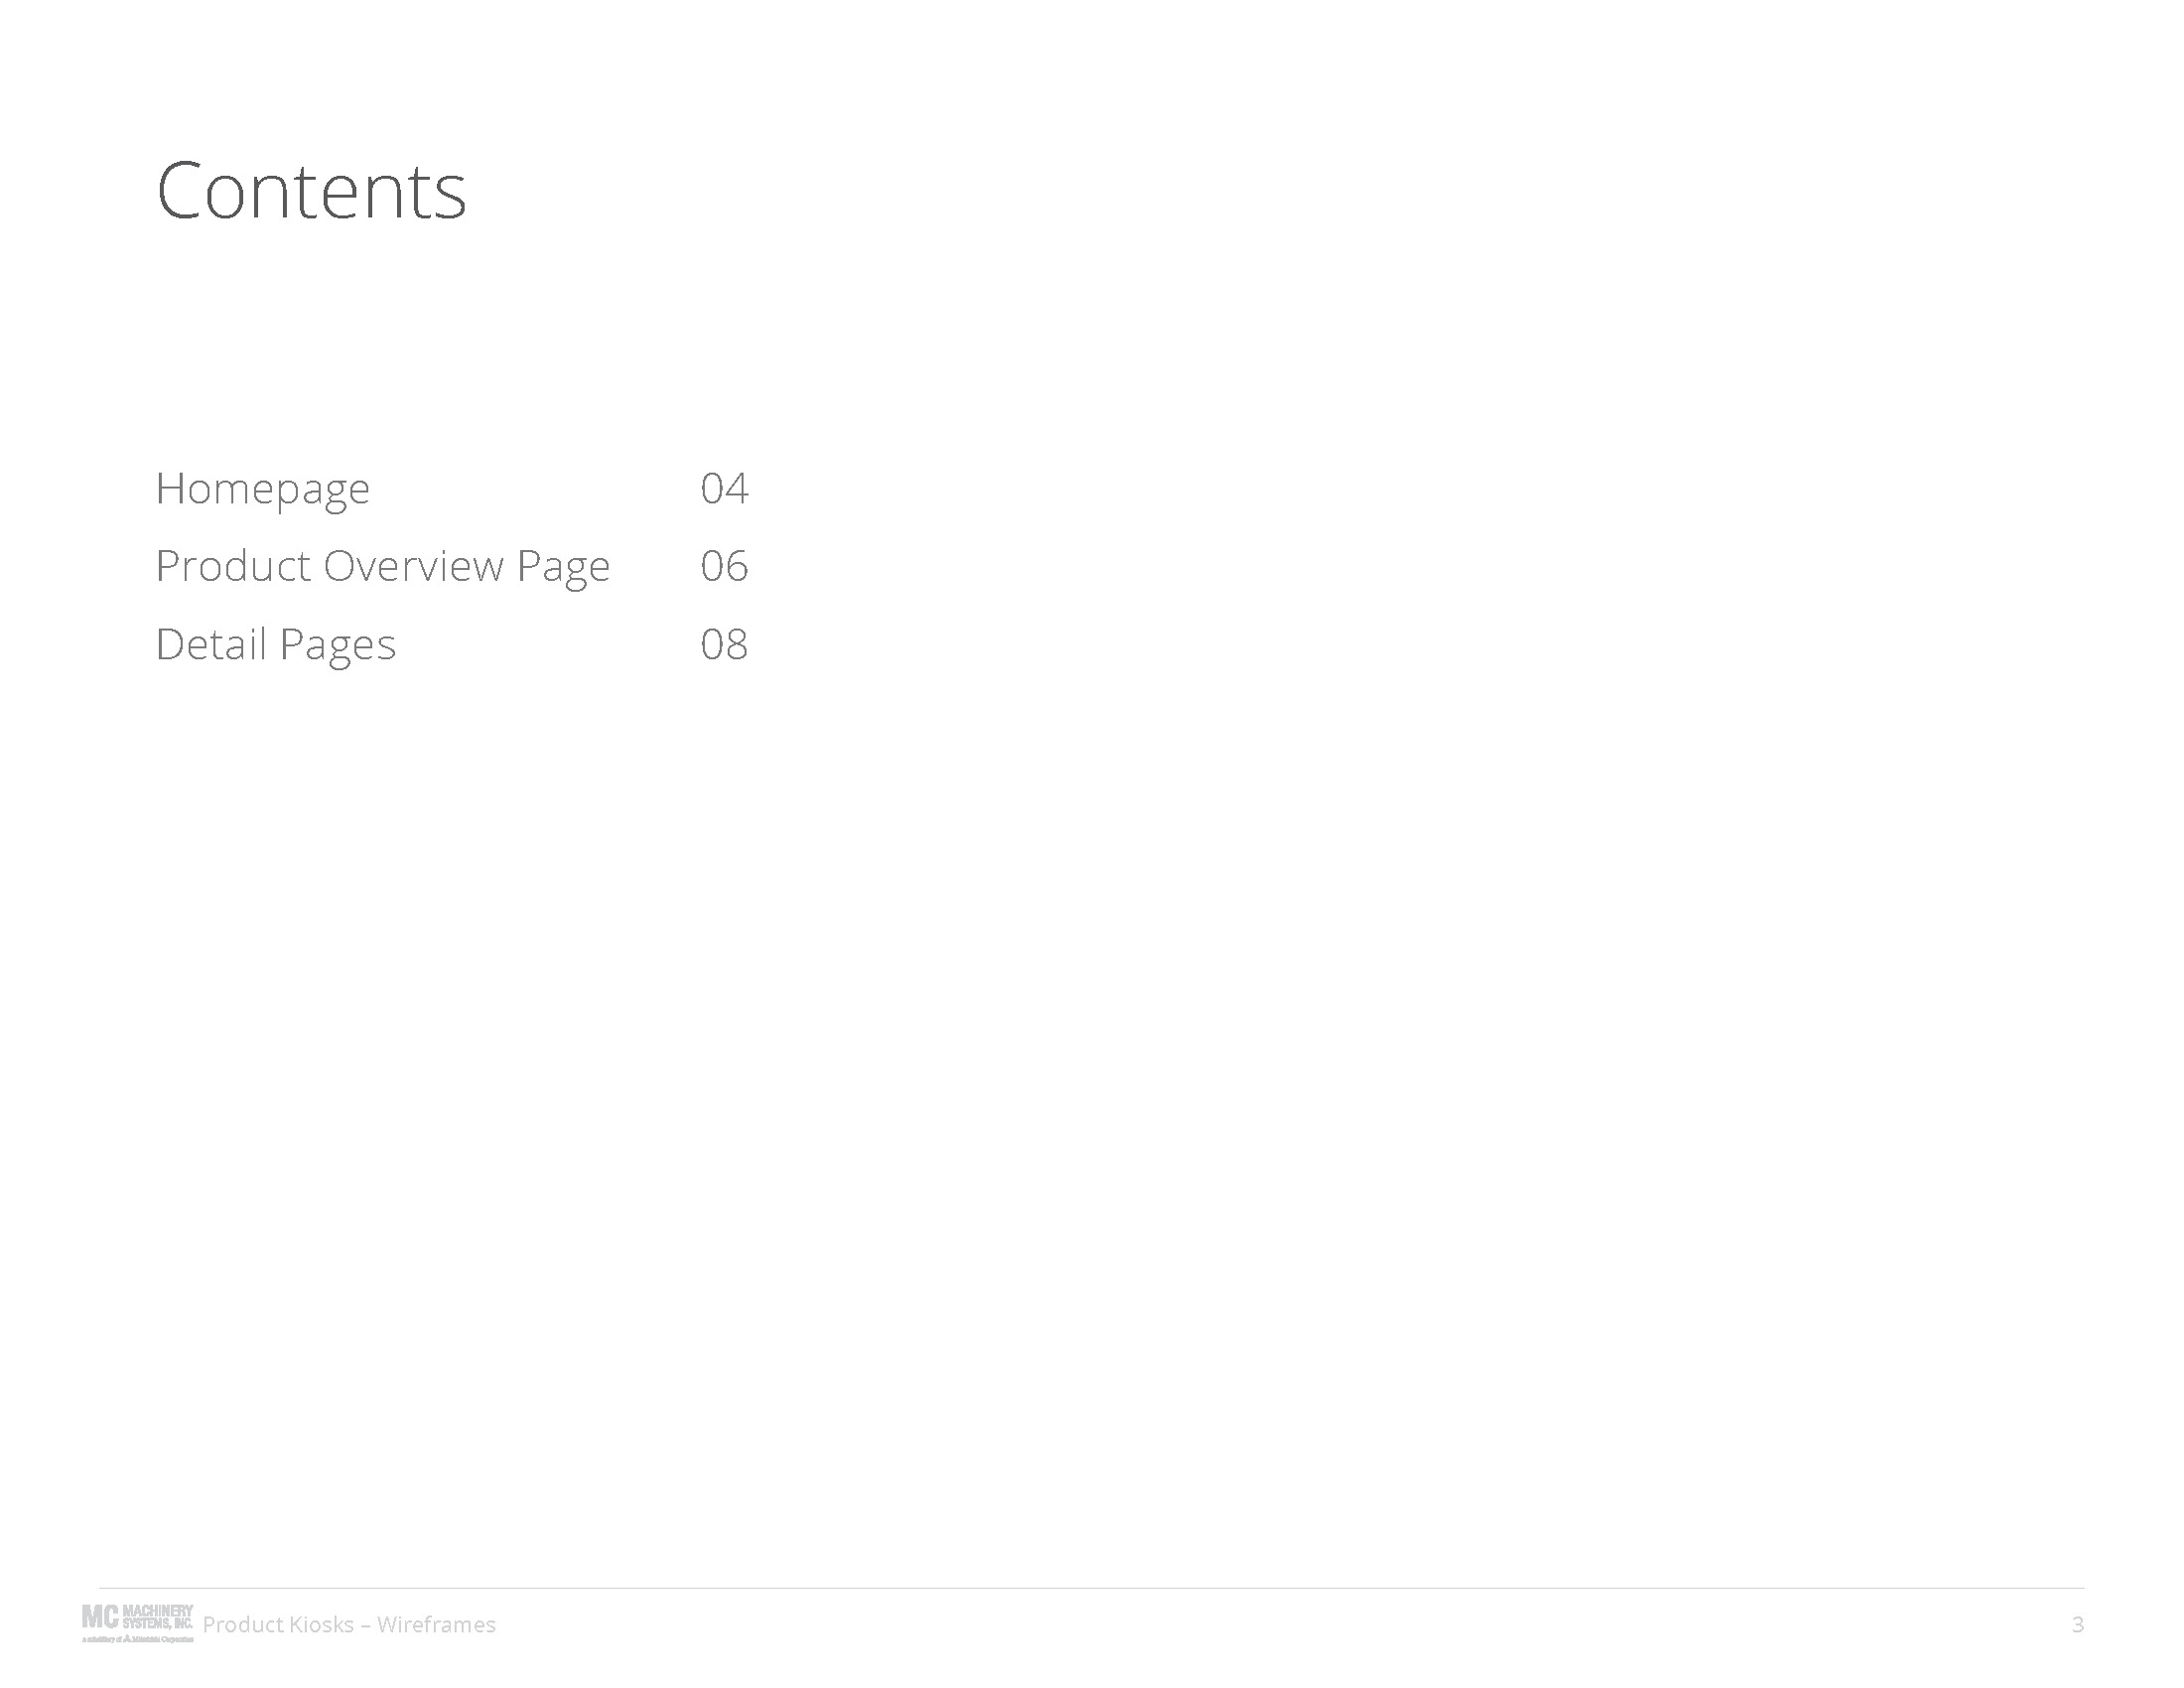 Contents
Homepage 04
Product Overview Page 06
Detail Pages 08
MC MACHINERY SYSTEMS, INC.
a subsidiary of Mitsubishi Corporation
Product Kiosks – Wireframes
3